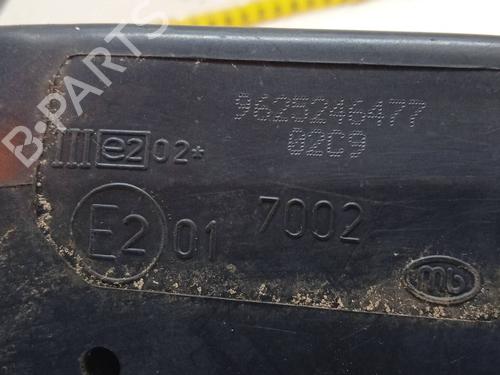 9625246477
02C9
III e2 02*
E2 01 7002
mb
B-PARTS